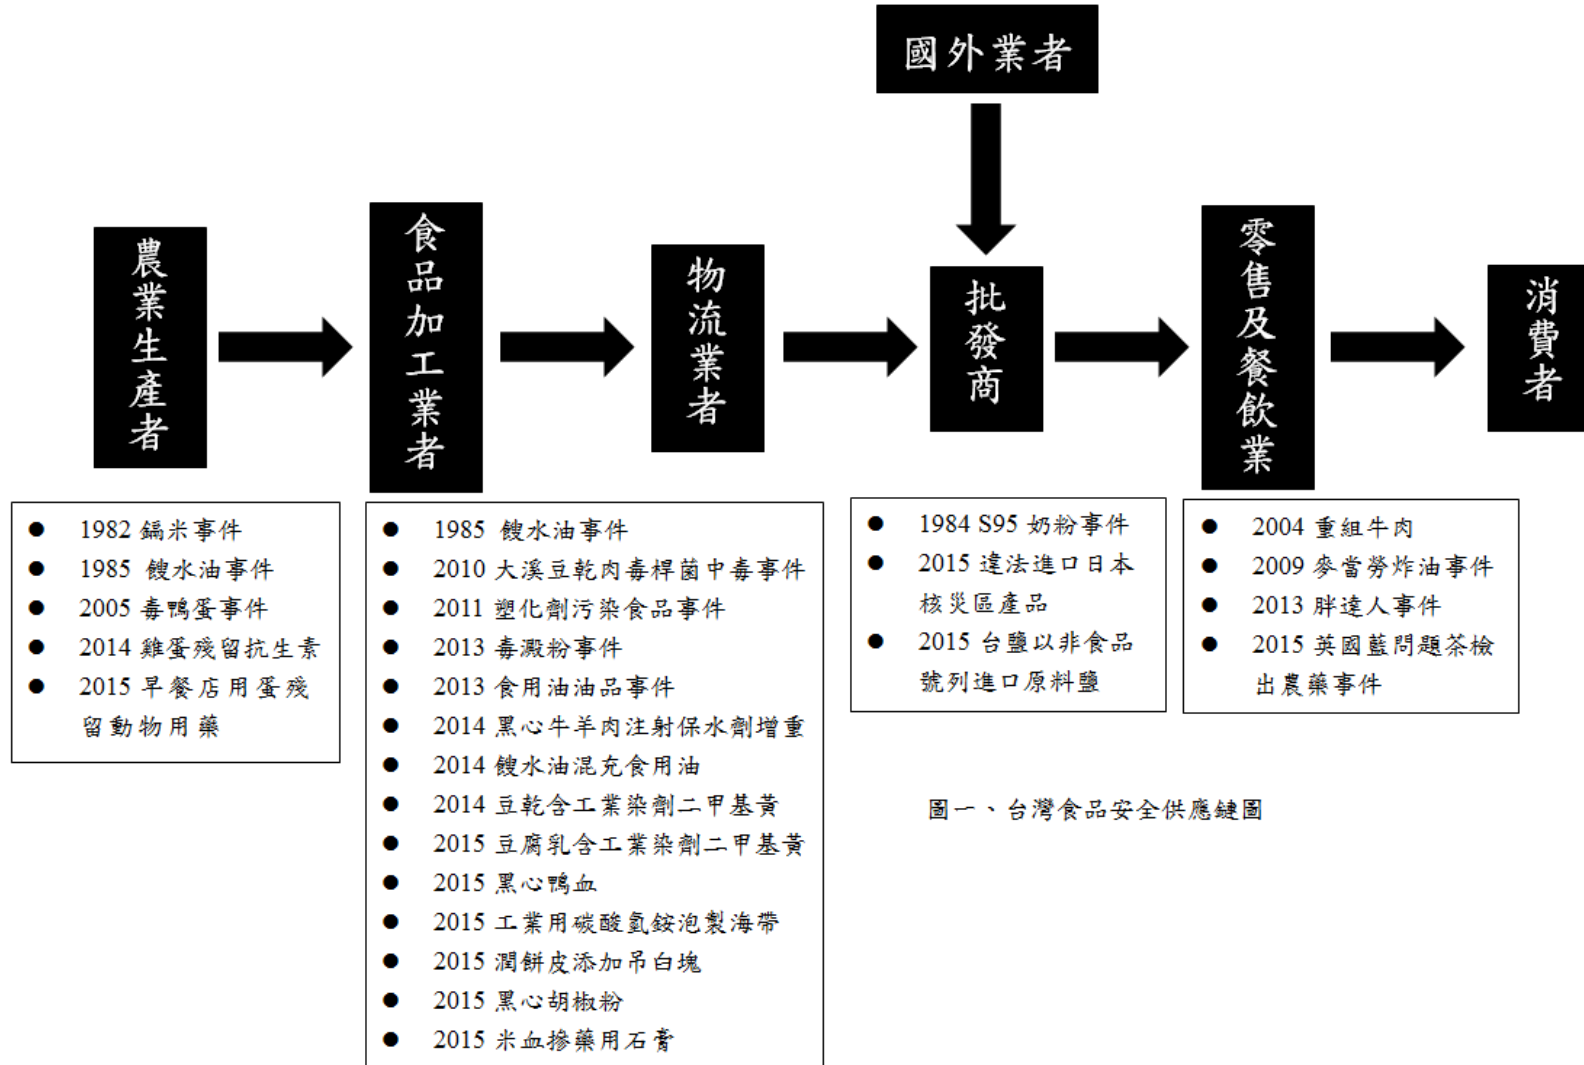 國外業者
農業生產者
食品加工業者
物流業者
批發商
零售及餐飲業
消費者
● 1982 鎘米事件
● 1985 餿水油事件
● 2005 毒鴨蛋事件
● 2014 雞蛋殘留抗生素
● 2015 早餐店用蛋殘
留動物用藥
● 1985 餿水油事件
● 2010 大溪豆乾肉毒桿菌中毒事件
● 2011 塑化劑污染食品事件
● 2013 毒澱粉事件
● 2013 食用油油品事件
● 2014 黑心牛羊肉注射保水劑增重
● 2014 餿水油混充食用油
● 2014 豆乾含工業染劑二甲基黃
● 2015 豆腐乳含工業染劑二甲基黃
● 2015 黑心鴨血
● 2015 工業用碳酸氫銨泡製海帶
● 2015 潤餅皮添加吊白塊
● 2015 黑心胡椒粉
● 2015 米血摻藥用石膏
● 1984 S95 奶粉事件
● 2015 違法進口日本
核災區產品
● 2015 台鹽以非食品
號列進口原料鹽
● 2004 重組牛肉
● 2009 麥當勞炸油事件
● 2013 胖達人事件
● 2015 英國藍問題茶檢
出農藥事件
圖一、台灣食品安全供應鏈圖